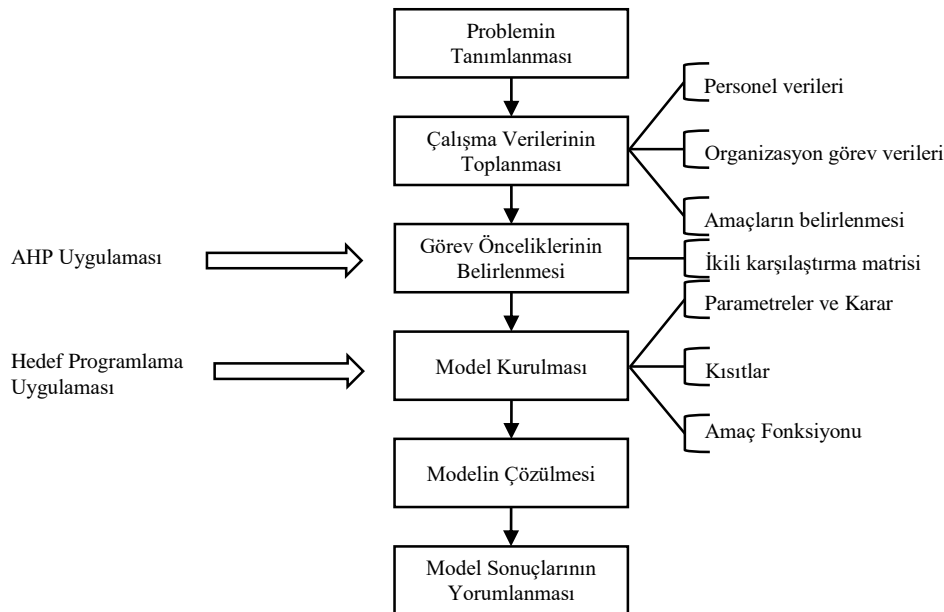 Problemin
Tanımlanması
Personel verileri
Çalışma Verilerinin
Toplanması
Organizasyon görev verileri
Amaçların belirlenmesi
AHP Uygulaması
Görev Önceliklerinin
Belirlenmesi
İkili karşılaştırma matrisi
Parametreler ve Karar
Hedef Programlama
Uygulaması
Model Kurulması
Kısıtlar
Amaç Fonksiyonu
Modelin Çözülmesi
Model Sonuçlarının
Yorumlanması